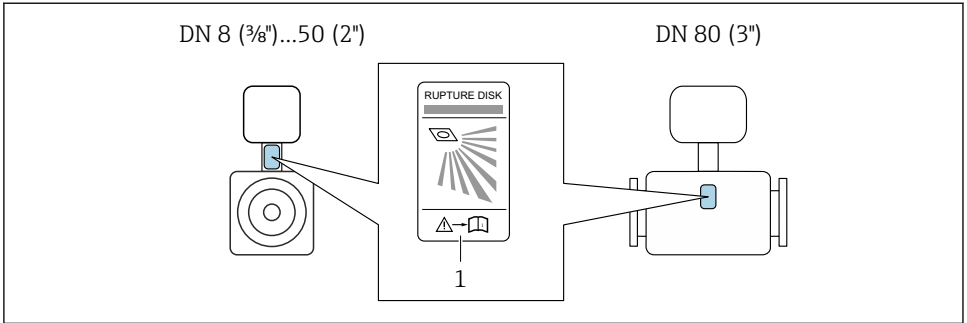 DN 8 (⅜")...50 (2")
DN 80 (3")
RUPTURE DISK
1